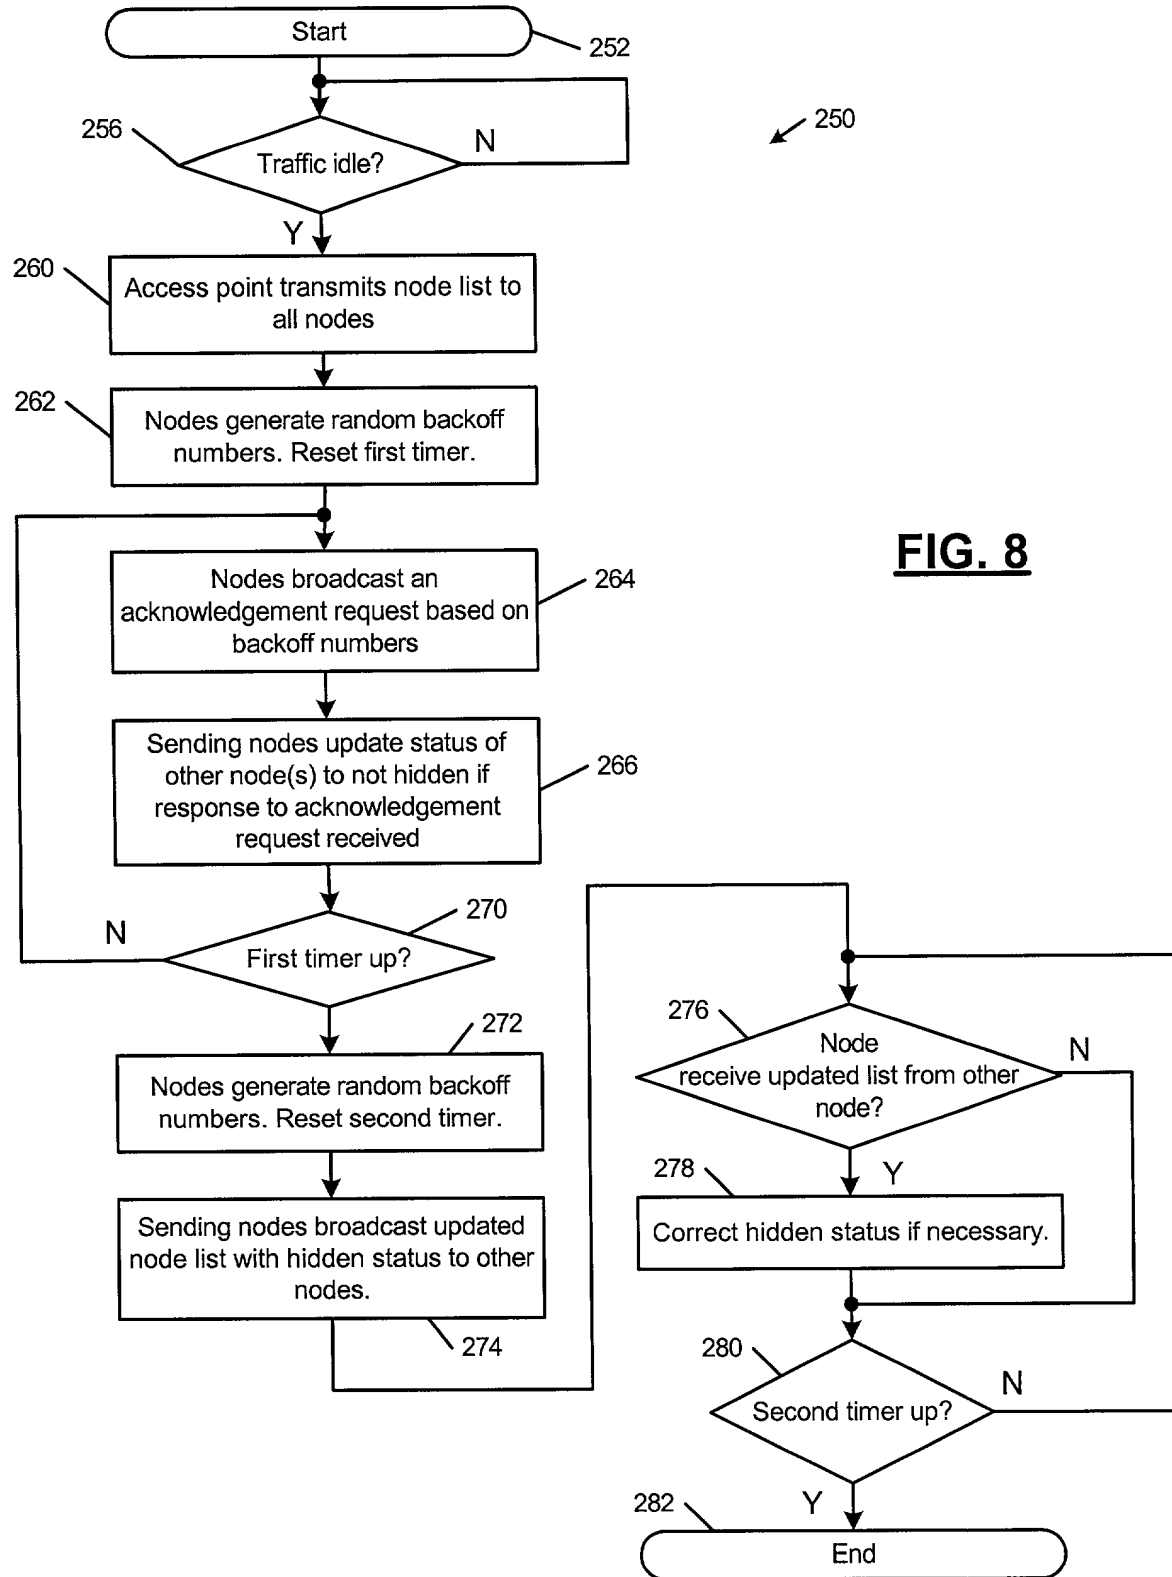 Start
252
250
256
Traffic idle?
N
Y
260
Access point transmits node list to
all nodes
262
Nodes generate random backoff
numbers. Reset first timer.
FIG. 8
Nodes broadcast an
acknowledgement request based on
backoff numbers
264
Sending nodes update status of
other node(s) to not hidden if
response to acknowledgement
request received
266
270
N
First timer up?
272
Nodes generate random backoff
numbers. Reset second timer.
Sending nodes broadcast updated
node list with hidden status to other
nodes.
274
276
Node
receive updated list from other
node?
N
Y
278
Correct hidden status if necessary.
280
Second timer up?
N
Y
282
End